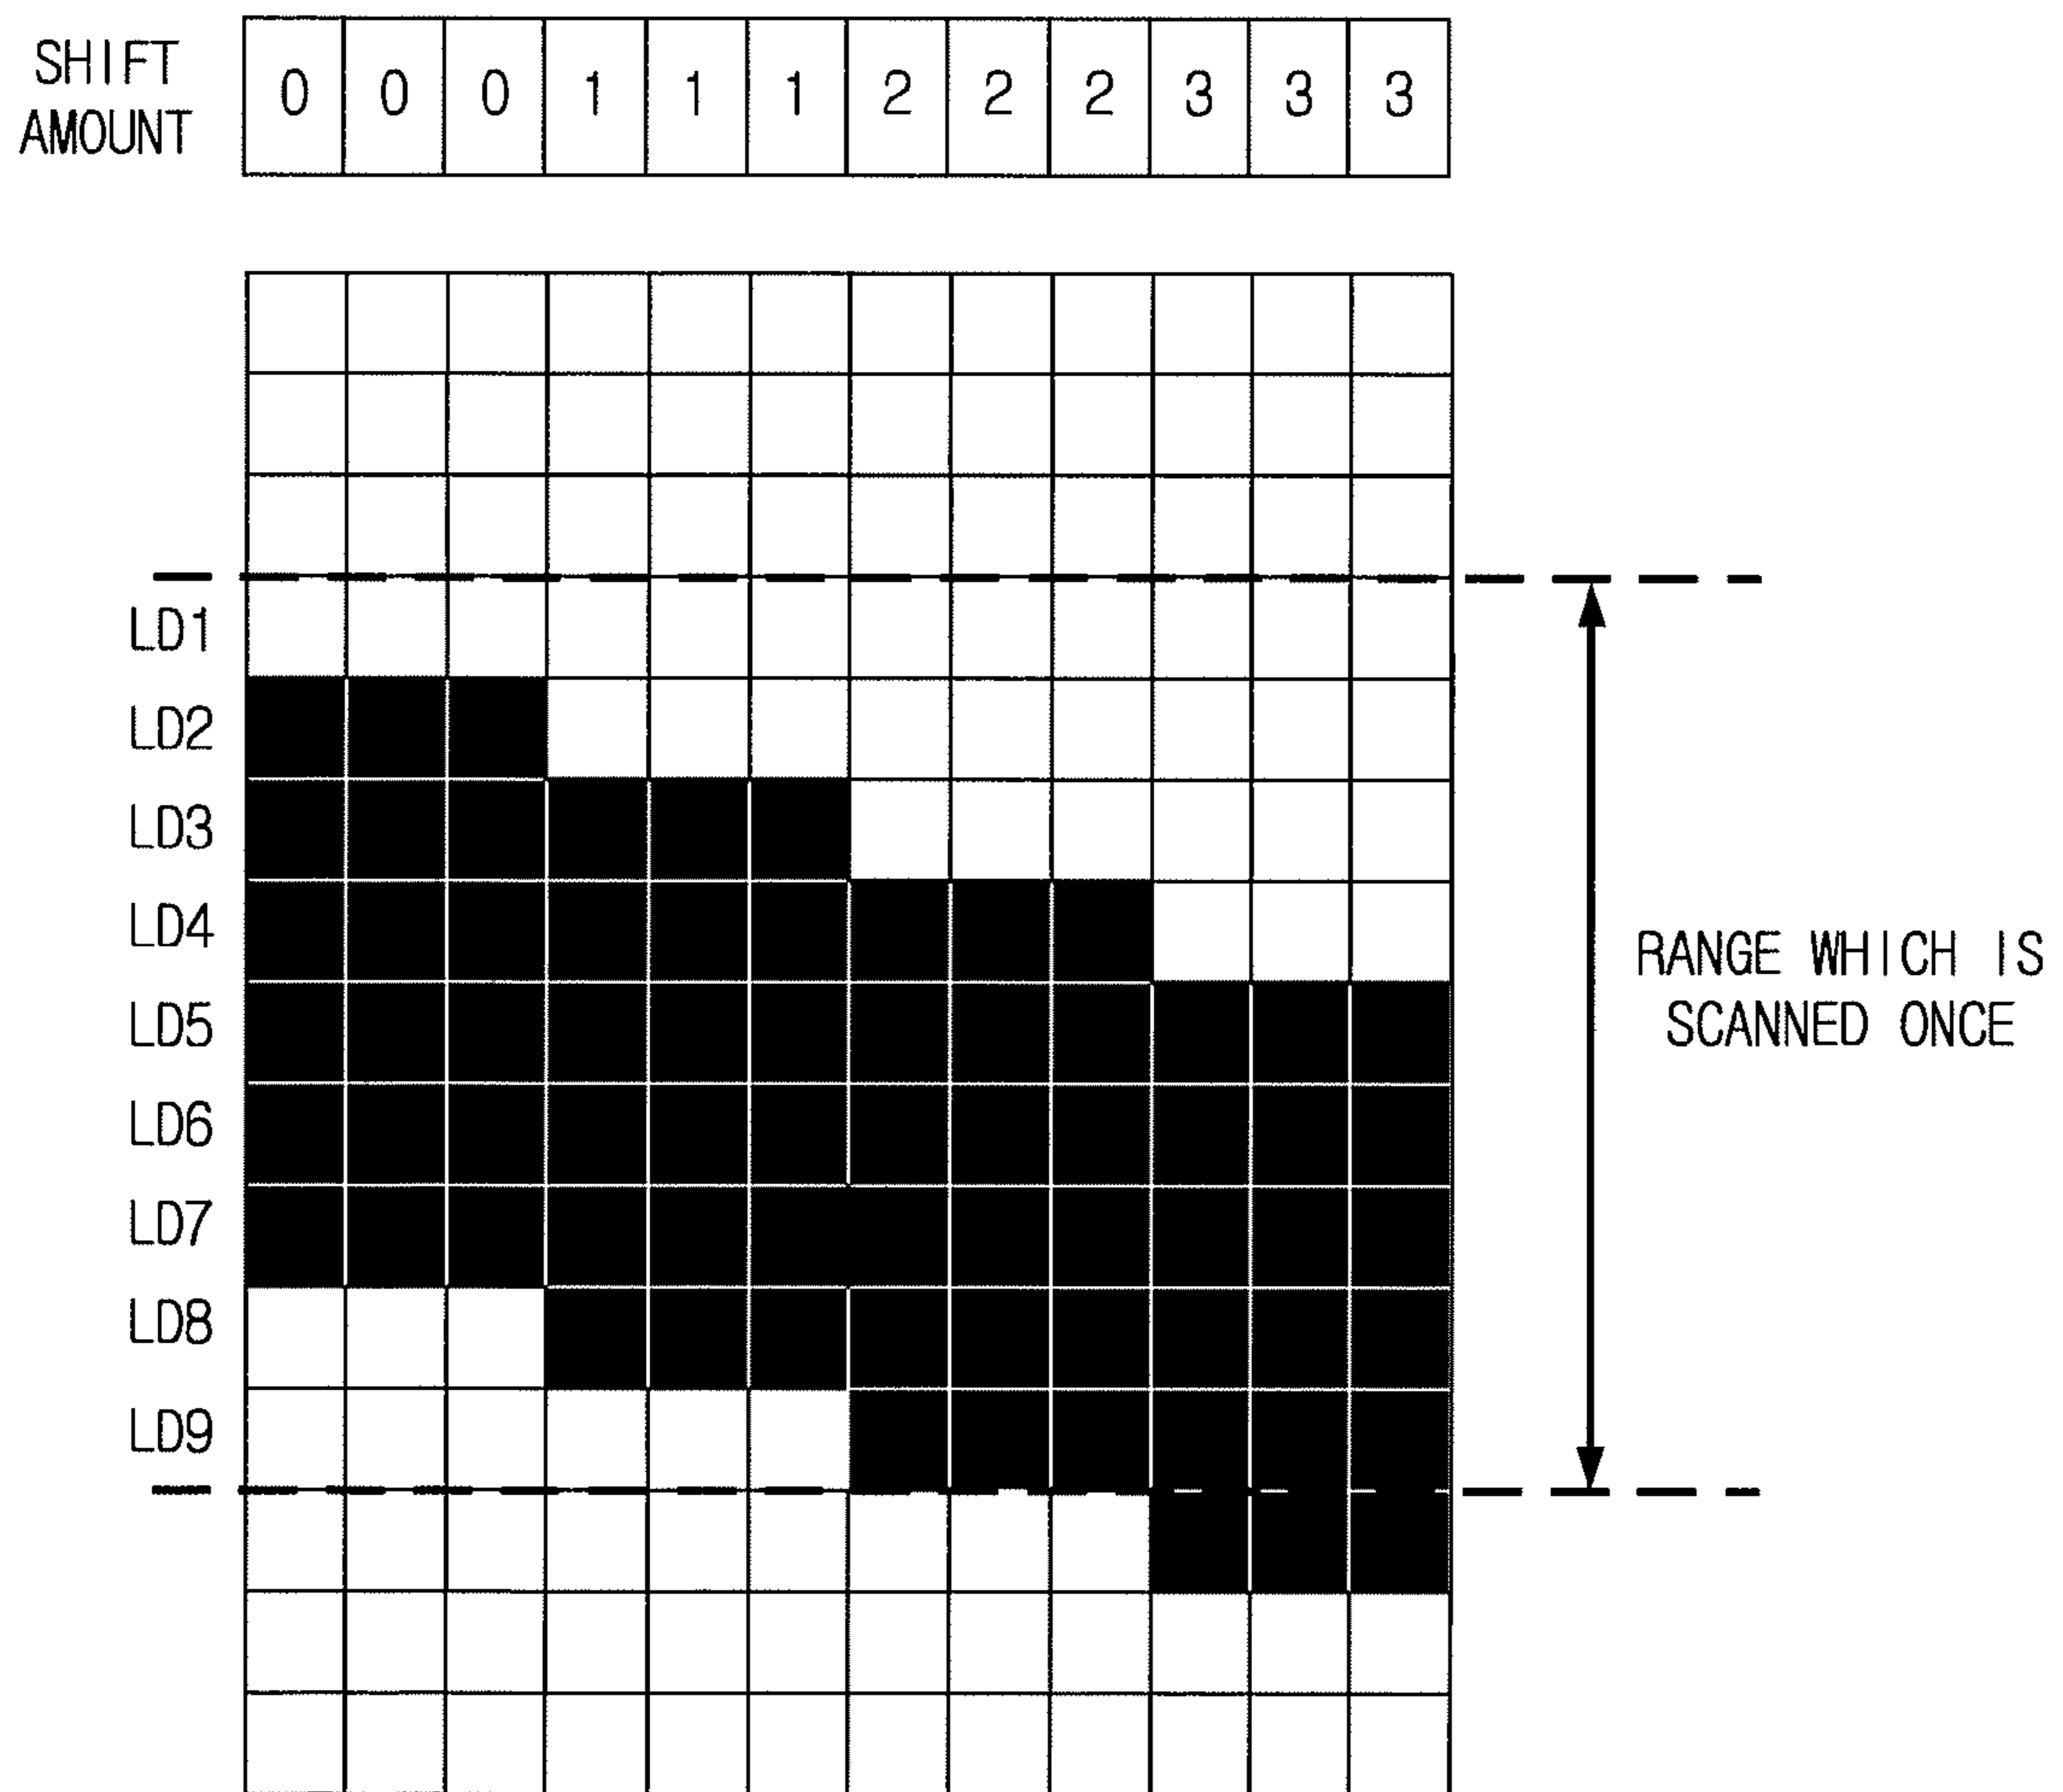 SHIFT
AMOUNT
0 0 0 1 1 1 2 2 2 3 3 3
LD1
LD2
LD3
LD4
LD5
LD6
LD7
LD8
LD9
RANGE WHICH IS
SCANNED ONCE